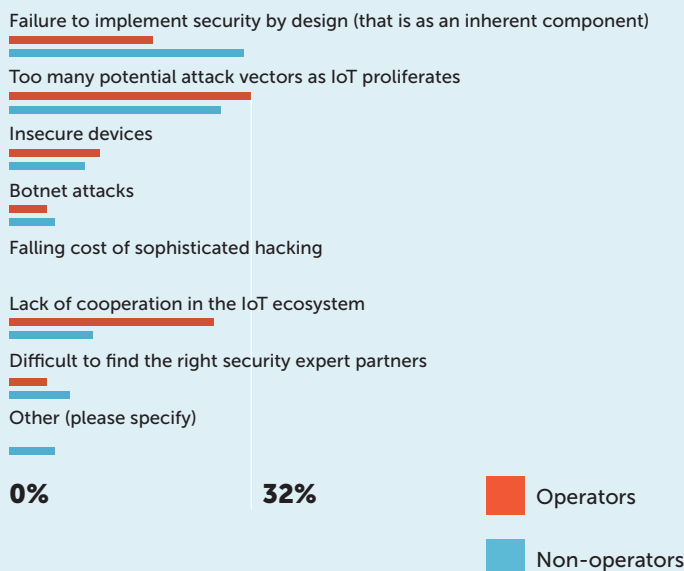 Failure to implement security by design (that is as an inherent component)
Too many potential attack vectors as IoT proliferates
Insecure devices
Botnet attacks
Falling cost of sophisticated hacking
Lack of cooperation in the IoT ecosystem
Difficult to find the right security expert partners
Other (please specify)
0% 32%
Operators
Non-operators